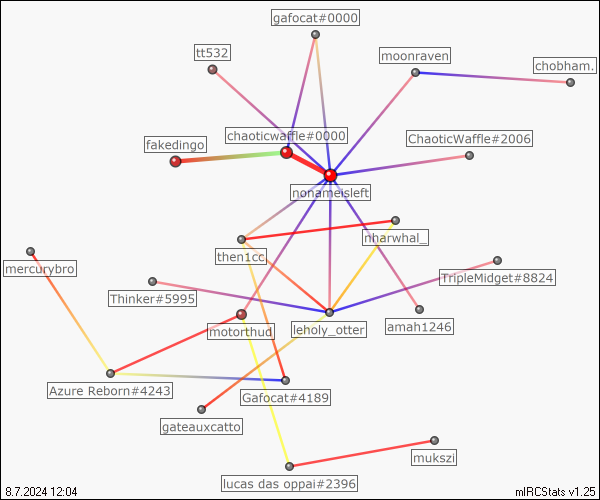 gafocat#0000
tt532
moonraven
chobham.
chaoticwaffle#0000
fakedingo
ChaoticWaffle#2006
nonameisleft
nharwhal_
then1cc
mercurybro
TripleMidget#8824
Thinker#5995
motorthud
leholy_otter
amah1246
Azure Reborn#4243
Gafocat#4189
gateauxcatto
mukszi
lucas das oppai#2396
8.7.2024 12:04
mIRCStats v1.25